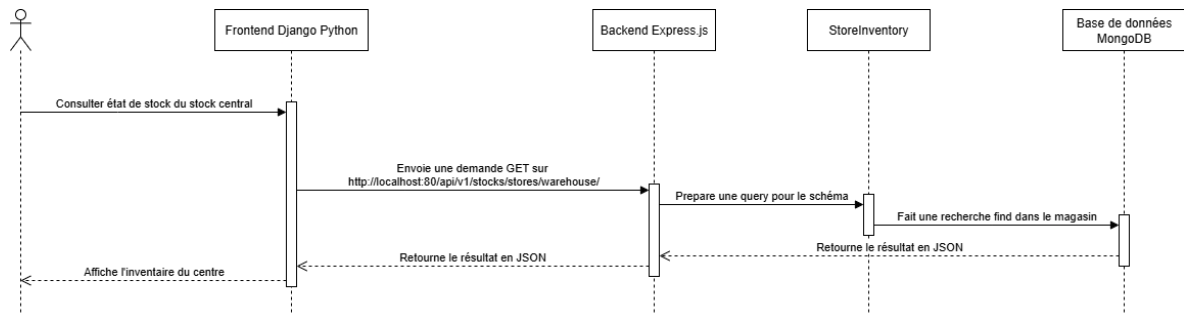 Frontend Django Python
Backend Express.js
StoreInventory
Base de données
MongoDB
Consulter état de stock du stock central
Envoie une demande GET sur
http://localhost:80/api/v1/stocks/stores/warehouse/
Prepare une query pour le schéma
Fait une recherche find dans le magasin
Retourne le résultat en JSON
Retourne le résultat en JSON
Affiche l'inventaire du centre